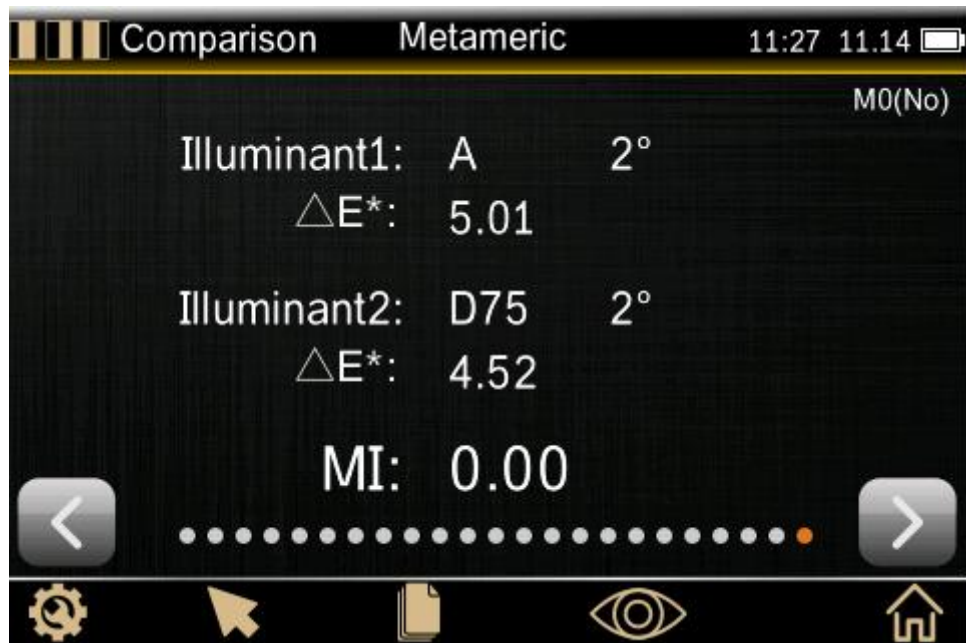 Comparison Metameric 11:27 11.14
M0(No)
Illuminant1: A 2°
△E*: 5.01
Illuminant2: D75 2°
△E*: 4.52
MI: 0.00